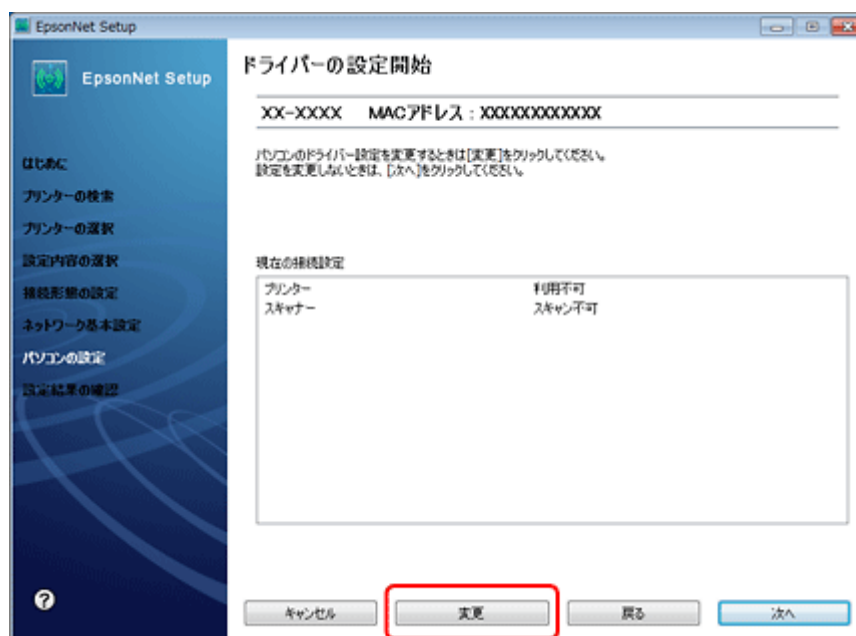 EpsonNet Setup
EpsonNet Setup
はじめに
プリンターの検索
プリンターの選択
設定内容の選択
接続形態の設定
ネットワーク基本設定
パソコンの設定
設定結果の確認
?
ドライバーの設定開始
XX-XXXX MACアドレス : XXXXXXXXXXXX
パソコンのドライバー設定を変更するときは[変更]をクリックしてください。
設定を変更しないときは、[次へ]をクリックしてください。
現在の接続設定
プリンター 利用不可
スキャナー スキャン不可
キャンセル 変更 戻る 次へ